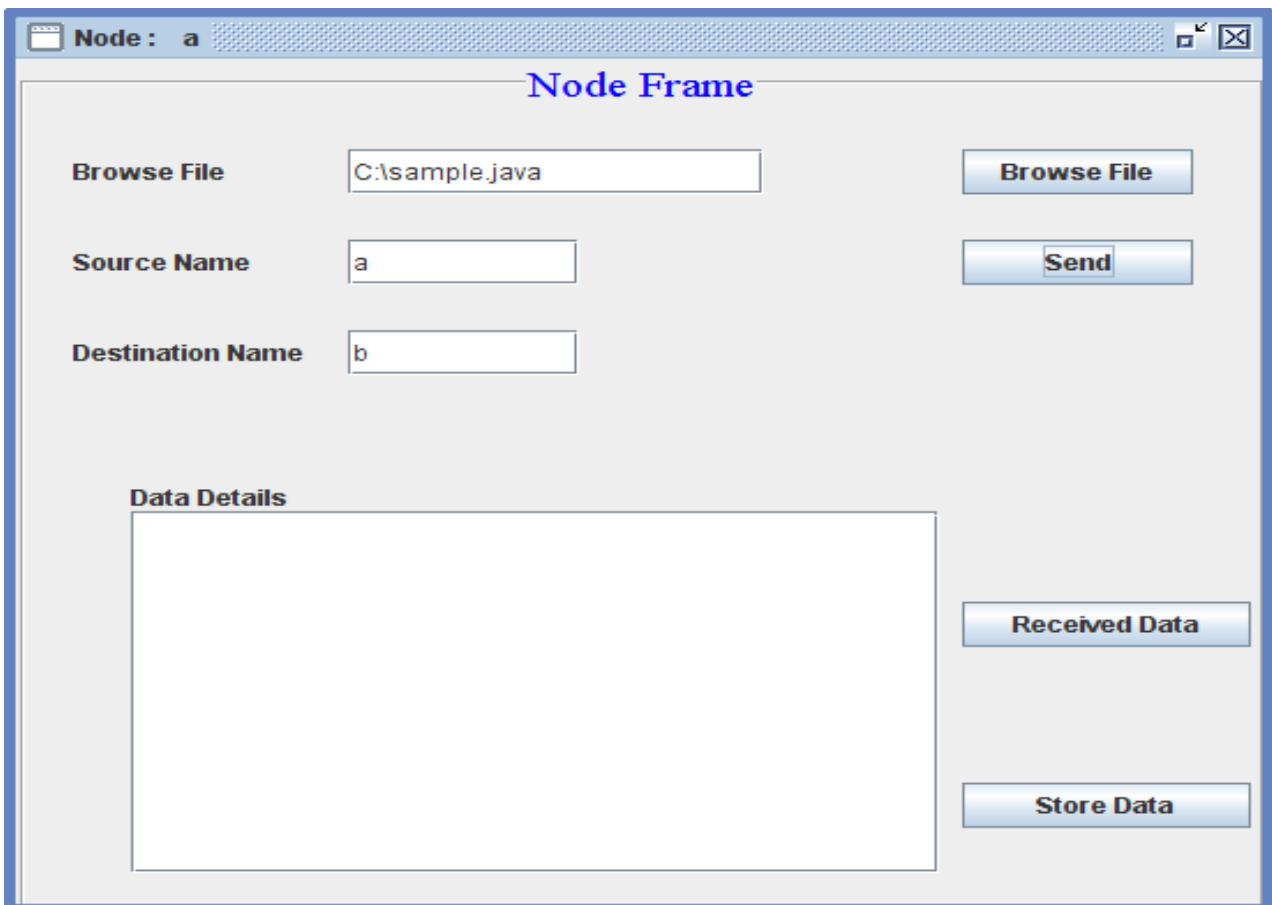 Node :   a
Node Frame
Browse File C:\sample.java Browse File
Source Name a Send
Destination Name b
Data Details
Received Data
Store Data